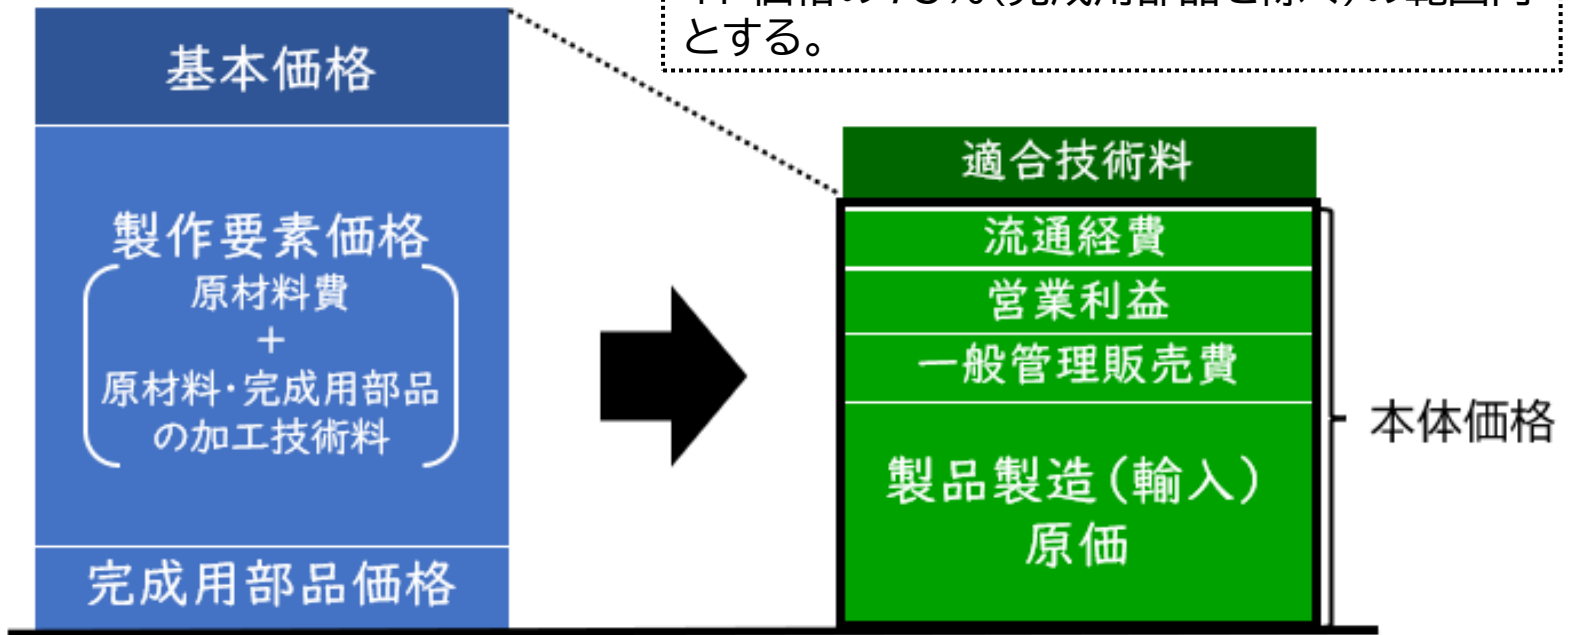 とする。
基本価格
製作要素価格
原材料費
+
原材料・完成用部品
の加工技術料
完成用部品価格
適合技術料
流通経費
営業利益
一般管理販売費
製品製造(輸入)
原価
本体価格